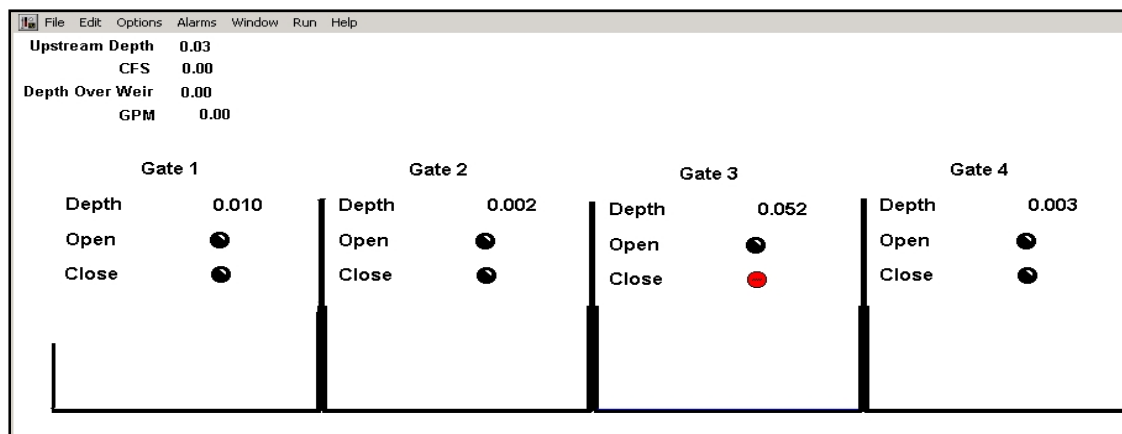 File Edit Options Alarms Window Run Help
Upstream Depth 0.03
CFS 0.00
Depth Over Weir 0.00
GPM 0.00
Gate 1 Gate 2 Gate 3 Gate 4
Depth 0.010 Depth 0.002 Depth 0.052 Depth 0.003
Open Open Open Open
Close Close Close Close